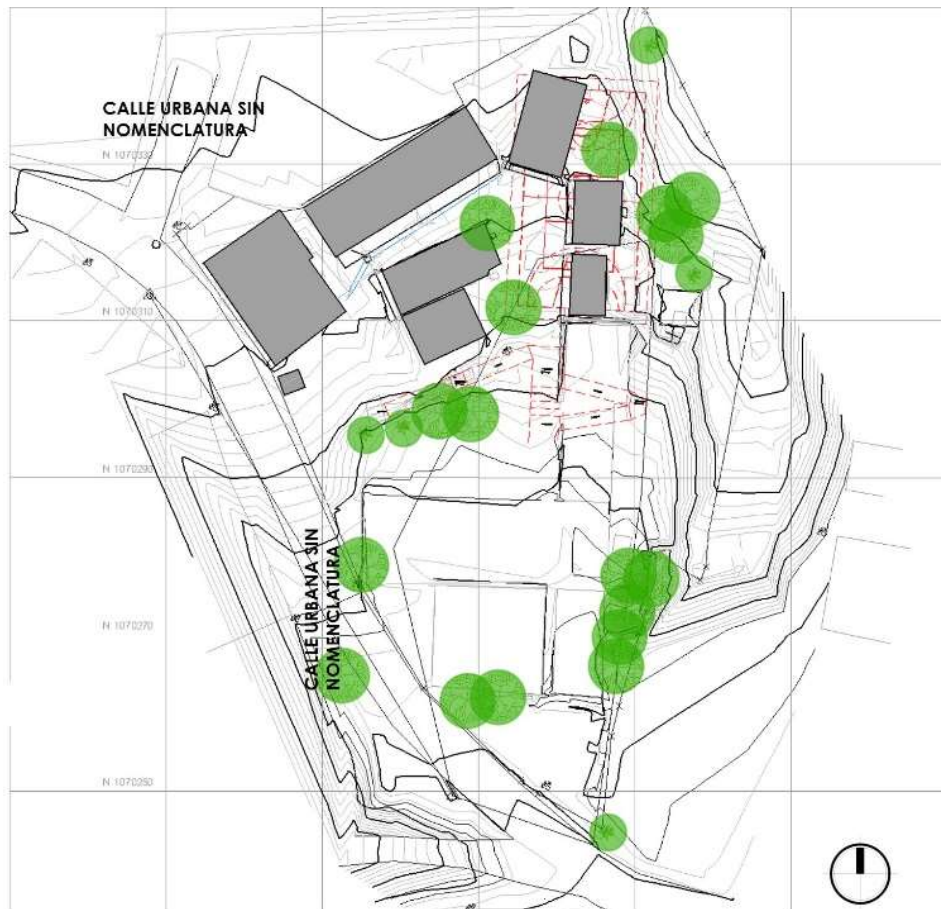 CALLE URBANA SIN
NOMENCLATURA
N 1070330
N 1070310
N 1070290
CALLE URBANA SIN
NOMENCLATURA
N 1070270
N 1070250